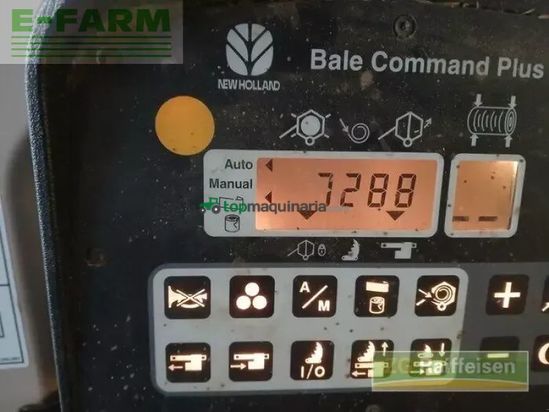 E-FARM
NEW HOLLAND
Bale Command Plus
Auto
Manual
7288
topmaquinaria
A/M
+
I/O
-
Raiffeisen